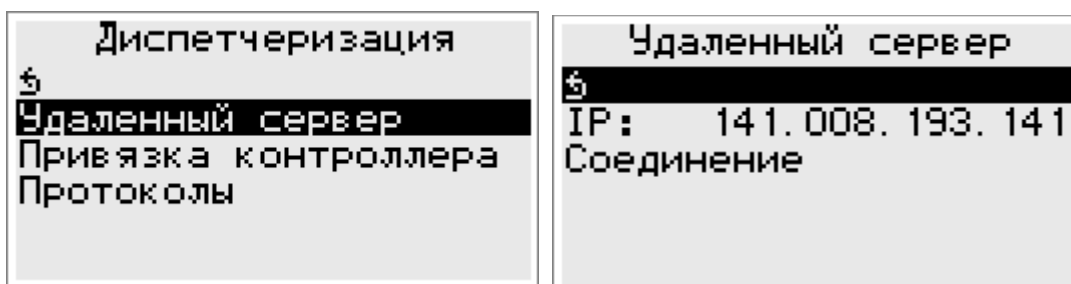 Диспетчеризация
Удаленный сервер
Привязка контроллера
Протоколы
Удаленный сервер
IP: 141.008.193.141
Соединение